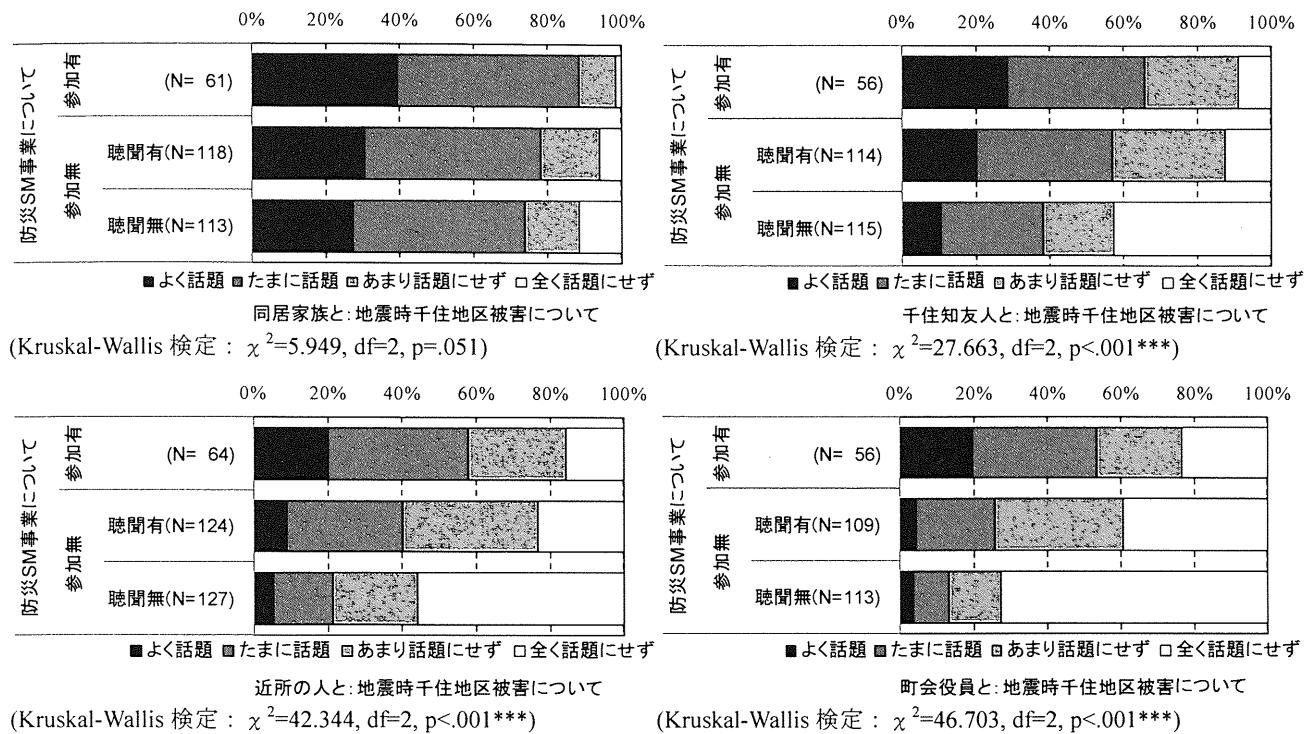 0% 20% 40% 60% 80% 100%
防災SM事業について
参加有
(N= 61)
参加無
聴聞有(N=118)
聴聞無(N=113)
■よく話題 ■たまに話題 ■あまり話題にせず □全く話題にせず
同居家族と:地震時千住地区被害について
(Kruskal-Wallis 検定 : χ²=5.949, df=2, p=.051)
0% 20% 40% 60% 80% 100%
防災SM事業について
参加有
(N= 56)
参加無
聴聞有(N=114)
聴聞無(N=115)
■よく話題 ■たまに話題 ■あまり話題にせず □全く話題にせず
千住知友人と:地震時千住地区被害について
(Kruskal-Wallis 検定 : χ²=27.663, df=2, p<.001***)
0% 20% 40% 60% 80% 100%
防災SM事業について
参加有
(N= 64)
参加無
聴聞有(N=124)
聴聞無(N=127)
■よく話題 ■たまに話題 ■あまり話題にせず □全く話題にせず
近所の人と:地震時千住地区被害について
(Kruskal-Wallis 検定 : χ²=42.344, df=2, p<.001***)
0% 20% 40% 60% 80% 100%
防災SM事業について
参加有
(N= 56)
参加無
聴聞有(N=109)
聴聞無(N=113)
■よく話題 ■たまに話題 ■あまり話題にせず □全く話題にせず
町会役員と:地震時千住地区被害について
(Kruskal-Wallis 検定 : χ²=46.703, df=2, p<.001***)